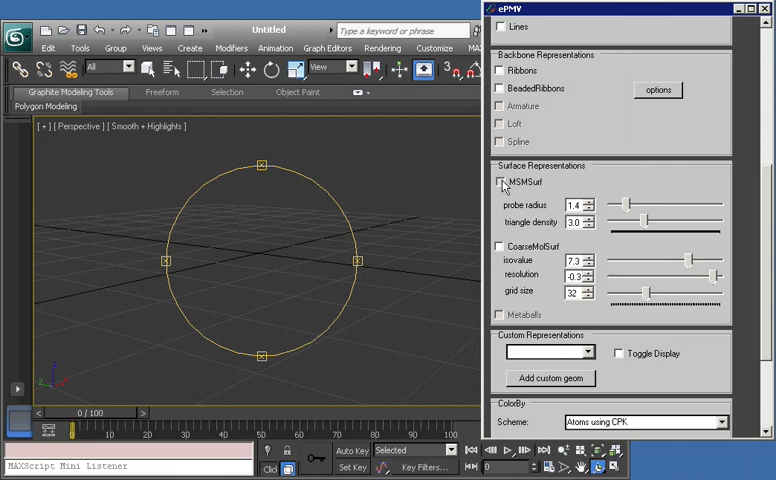 ePMV
Untitled
Type a keyword or phrase
Edit Tools Group Views Create Modifiers Animation Graph Editors Rendering Customize
All
View
Graphite Modeling Tools Freeform Selection Object Paint
Polygon Modeling
[ + ] [ Perspective ] [ Smooth + Highlights ]
z
y
0 / 100
0 10 20 30 40 50 60 70 80 90 100
MAXScript Mini Listener
Auto Key Selected
Set Key Key Filters...
0
Lines
Backbone Representations
Ribbons
BeadedRibbons options
Armature
Loft
Spline
Surface Representations
MSMSurf
probe radius 1.4
triangle density 3.0
CoarseMolSurf
isovalue 7.3
resolution -0.3
grid size 32
Metaballs
Custom Representations
Toggle Display
Add custom geom
ColorBy
Scheme: Atoms using CPK